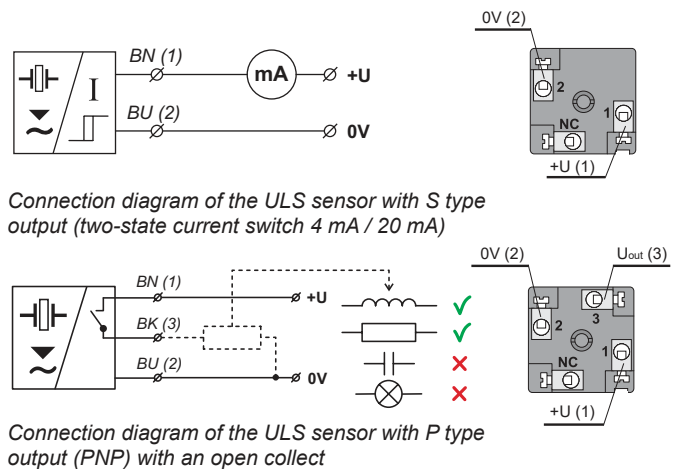 0V (2)
BN (1)
mA
+U
I
BU (2)
0V
2
1
NC
+U (1)
Connection diagram of the ULS sensor with S type
output (two-state current switch 4 mA / 20 mA)
0V (2)
Uout (3)
BN (1)
+U
BK (3)
BU (2)
0V
3
2
1
NC
+U (1)
Connection diagram of the ULS sensor with P type
output (PNP) with an open collect